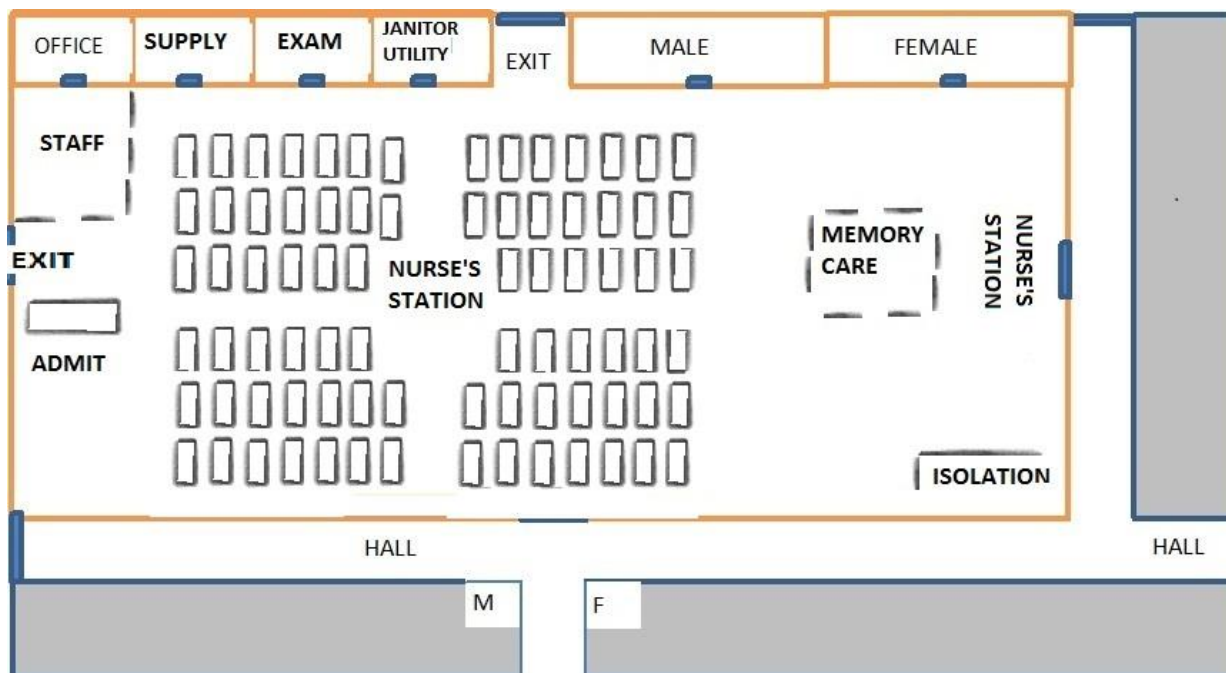 OFFICE
SUPPLY
EXAM
JANITOR
UTILITY
EXIT
MALE
FEMALE
STAFF
EXIT
ADMIT
NURSE'S
STATION
MEMORY
CARE
NURSE'S
STATION
ISOLATION
HALL
HALL
M
F